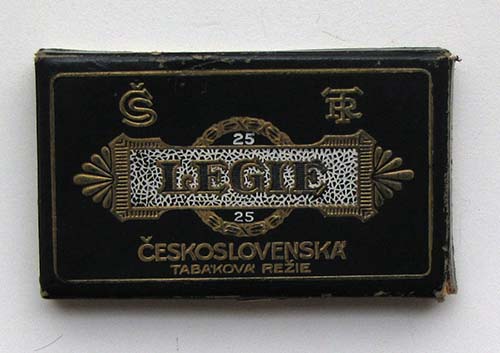 ČS TR
25
LEGIE
25
ČESKOSLOVENSKÁ
TABÁKOVÁ REŽIE